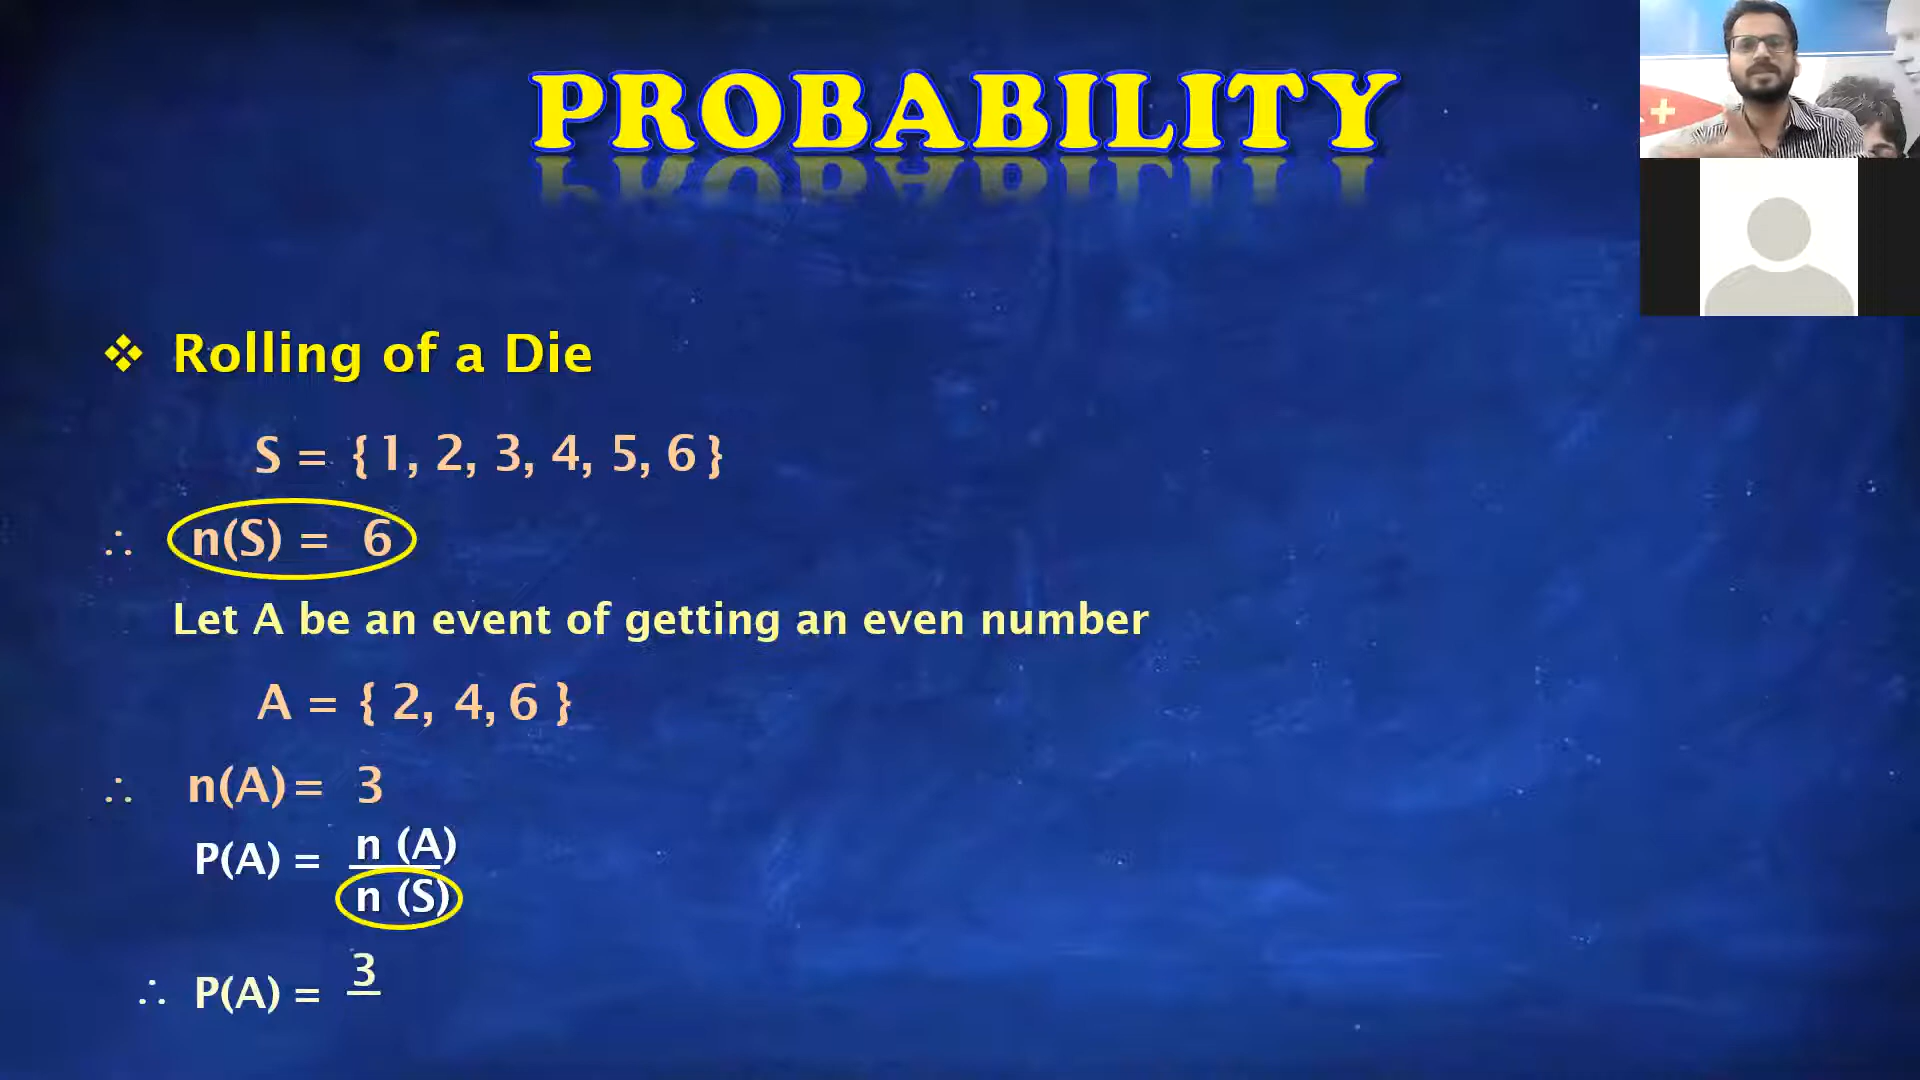 PROBABILITY
+
❖ Rolling of a Die
S = { 1, 2, 3, 4, 5, 6 }
∴ n(S) = 6
Let A be an event of getting an even number
A = { 2, 4, 6 }
∴ n(A) = 3
P(A) = n (A)
n (S)
∴ P(A) = 3